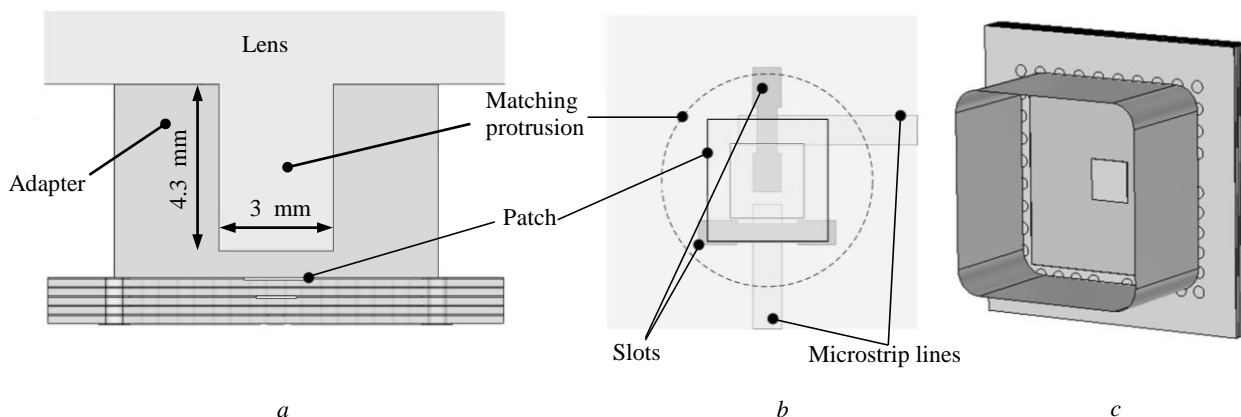 Lens
Matching
protrusion
Adapter
4.3 mm
3 mm
Patch
Slots
Microstrip lines
a
b
c